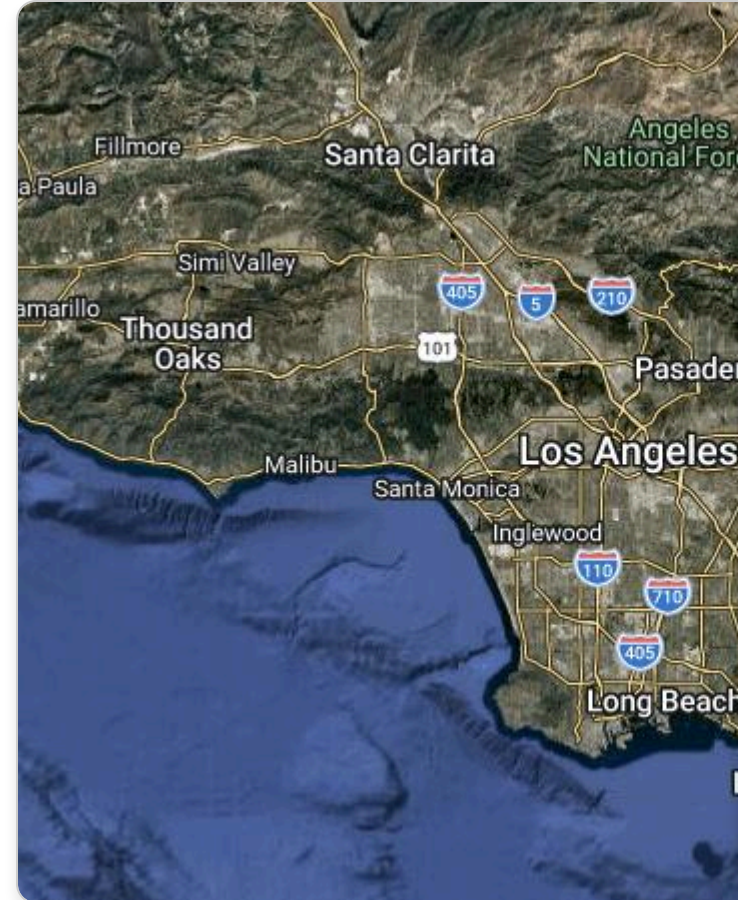 Angeles
National For
Fillmore
Santa Clarita
a Paula
Simi Valley
405
5
210
amarillo
Thousand
Oaks
101
Pasade
Los Angeles
Malibu
Santa Monica
Inglewood
110
710
405
Long Beach